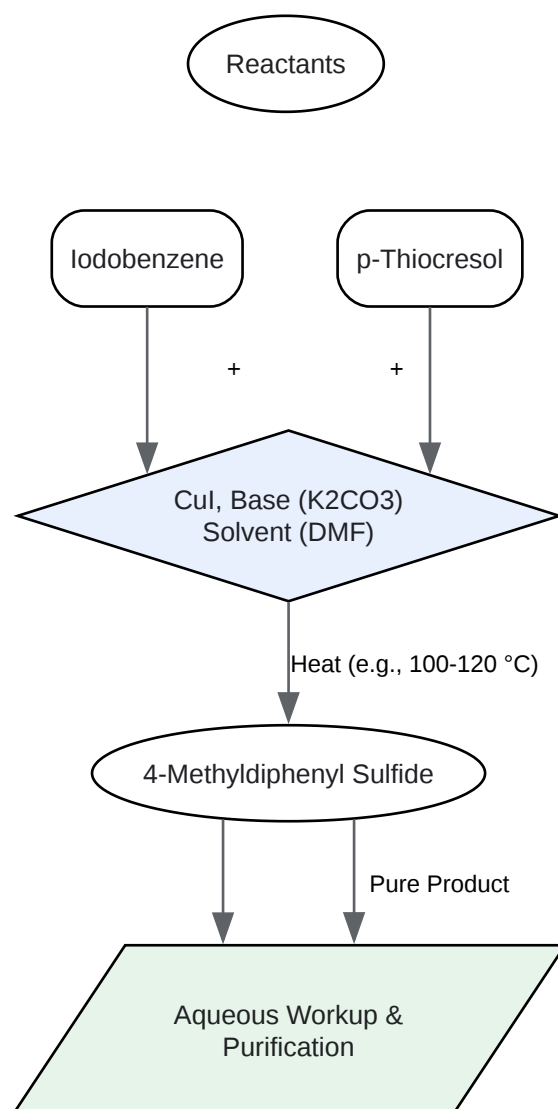 Reactants
Iodobenzene
p-Thiocresol
+
+
CuI, Base (K2CO3)
Solvent (DMF)
Heat (e.g., 100-120 °C)
4-Methyldiphenyl Sulfide
Pure Product
Aqueous Workup &
Purification